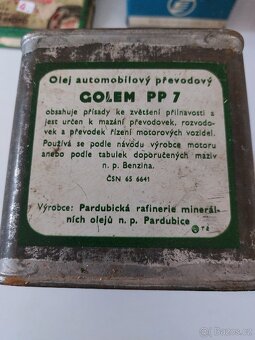 Olej automobilový převodový
GOLEM PP 7
obsahuje přísady ke zvětšení přilnavosti a
jest určen k mazání převodovek, rozvodo-
vek a převodek řízení motorových vozidel.
Používá se podle návodu výrobce motoru
anebo podle tabulek doporučených maziv
n. p. Benzina.
ČSN 65 6641
Výrobce: Pardubická rafinerie minerál-
ních olejů n. p. Pardubice